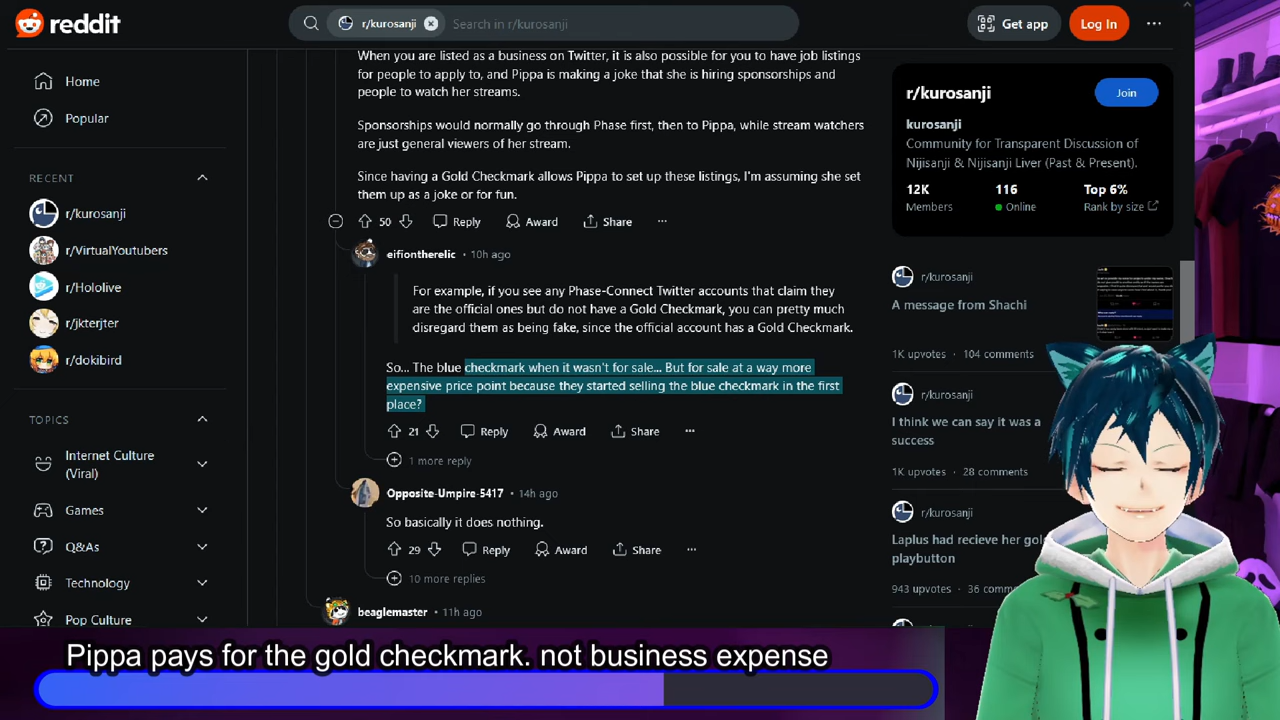 reddit
r/kurosanji
Search in r/kurosanji
Get app
Log In
Home
Popular
RECENT
r/kurosanji
r/VirtualYoutubers
r/Hololive
r/jkterjter
r/dokibird
TOPICS
Internet Culture
(Viral)
Games
Q&As
Technology
Pop Culture
When you are listed as a business on Twitter, it is also possible for you to have job listings
for people to apply to, and Pippa is making a joke that she is hiring sponsorships and
people to watch her streams.
Sponsorships would normally go through Phase first, then to Pippa, while stream watchers
are just general viewers of her stream.
Since having a Gold Checkmark allows Pippa to set up these listings, I'm assuming she set
them up as a joke or for fun.
50 Reply Award Share
eifiontherelic • 10h ago
if you see any Phase-Connect Twitter accounts that claim they
are the official ones but do not have a Gold Checkmark, you can pretty much
disregard them as being fake, since the official account has a Gold Checkmark.
So... The blue checkmark when it wasn't for sale... But for sale at a way more
expensive price point because they started selling the blue checkmark in the first
place?
21 Reply Award Share
1 more reply
Opposite-Umpire-5417 • 14h ago
So basically it does nothing.
29 Reply Award Share
10 more replies
beaglemaster • 11h ago
r/kurosanji
Join
kurosanji
Community for Transparent Discussion of
Nijisanji & Nijisanji Liver (Past & Present).
12K 116 Top 6%
Members Online Rank by size
r/kurosanji
A message from Shachi
1K upvotes • 104 comments
r/kurosanji
I think we can say it was a
success
1K upvotes • 28 comments
r/kurosanji
Laplus had recieve her gol
playbutton
943 upvotes • 36 comm
Pippa pays for the gold checkmark. not business expense